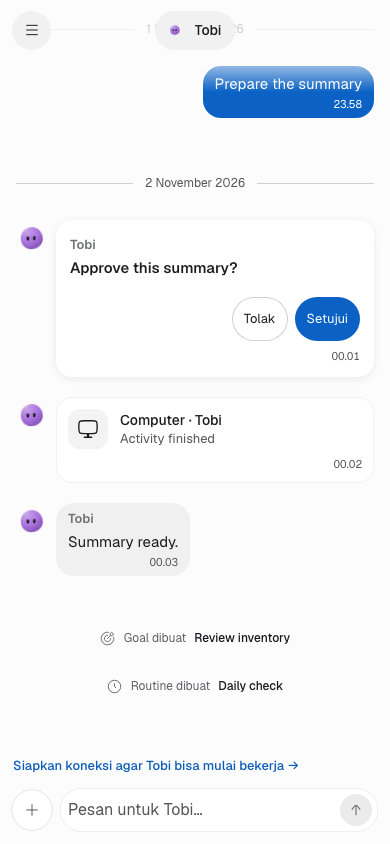 Tobi
Prepare the summary
23.58
2 November 2026
Tobi
Approve this summary?
Tolak
Setujui
00.01
Computer · Tobi
Activity finished
00.02
Tobi
Summary ready.
00.03
Goal dibuat Review inventory
Routine dibuat Daily check
Siapkan koneksi agar Tobi bisa mulai bekerja →
Pesan untuk Tobi...